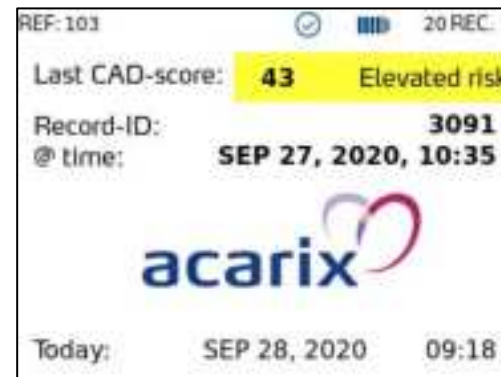 REF: 103 20 REC.
Last CAD-score: 43 Elevated risk
Record-ID: 3091
@ time: SEP 27, 2020, 10:35
acarix
Today: SEP 28, 2020 09:18